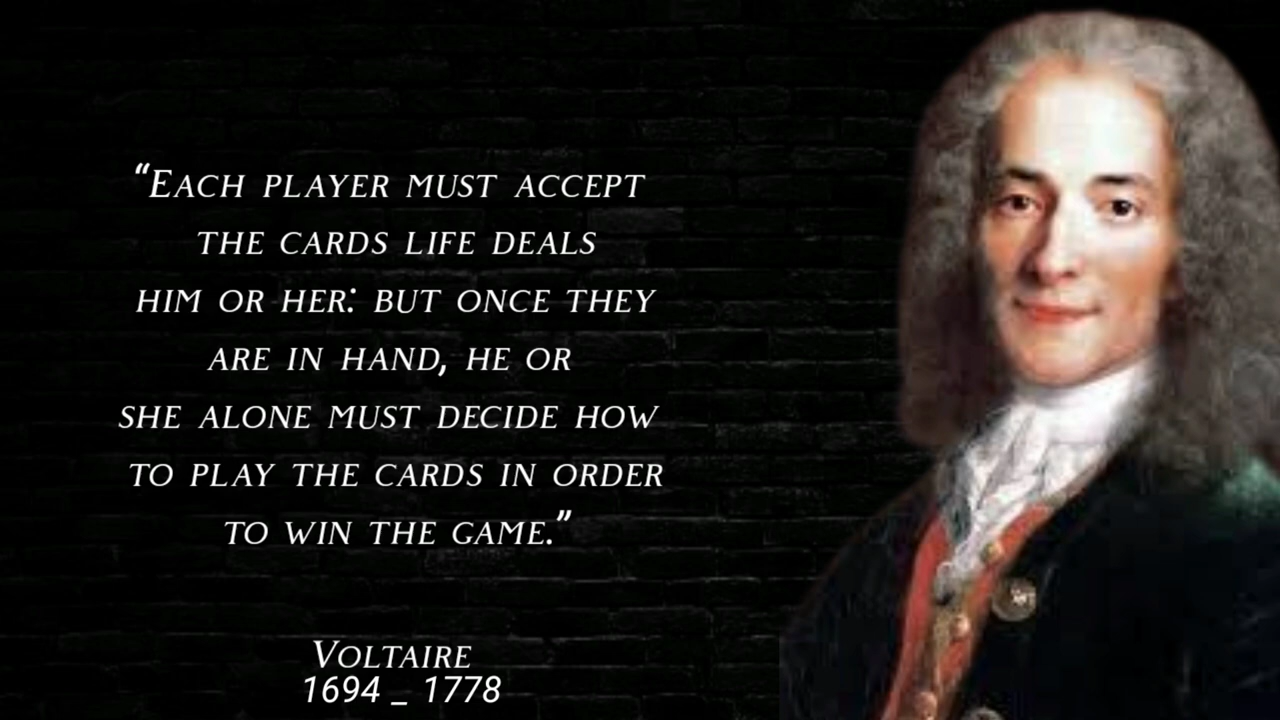 “Each player must accept
the cards life deals
him or her: but once they
are in hand, he or
she alone must decide how
to play the cards in order
to win the game.”
Voltaire
1694 _ 1778